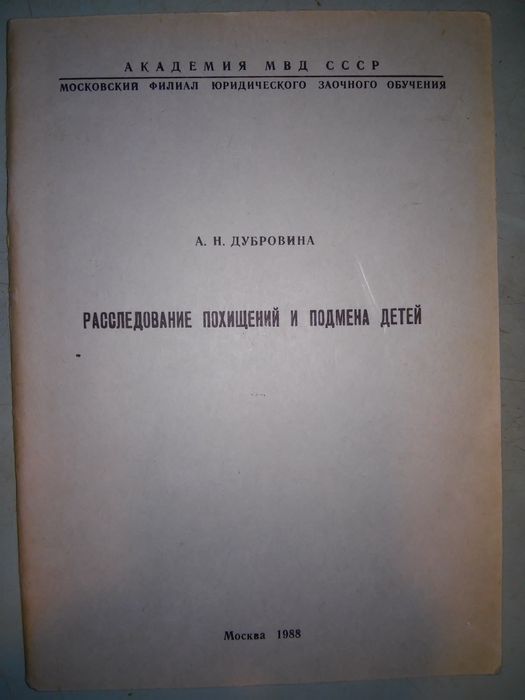 АКАДЕМИЯ МВД СССР
МОСКОВСКИЙ ФИЛИАЛ ЮРИДИЧЕСКОГО ЗАОЧНОГО ОБУЧЕНИЯ
А. Н. ДУБРОВИНА
РАССЛЕДОВАНИЕ ПОХИЩЕНИЙ И ПОДМЕНА ДЕТЕЙ
Москва 1988